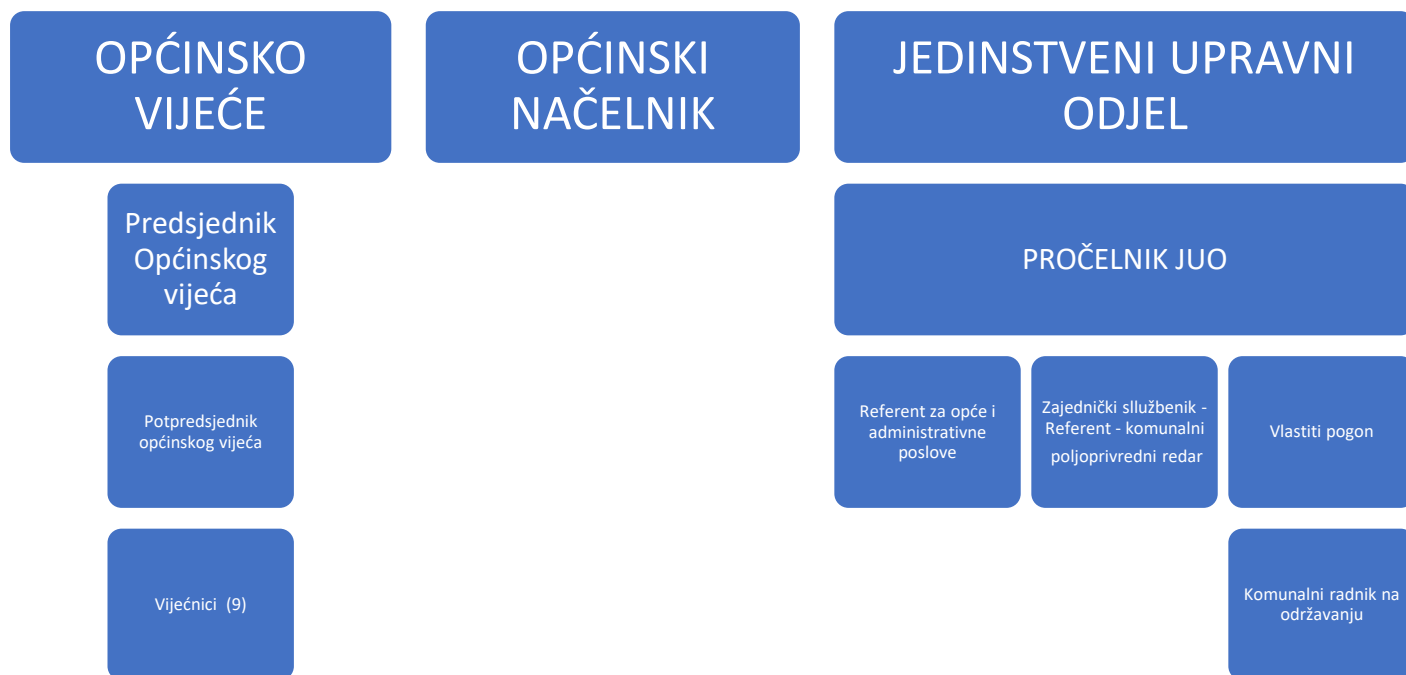 OPĆINSKO
VIJEĆE
OPĆINSKI
NAČELNIK
JEDINSTVENI UPRAVNI
ODJEL
Predsjednik
Općinskog
vijeća
PROČELNIK JUO
Potpredsjednik
općinskog vijeća
Referent za opće i
administrativne
poslove
Zajednički sllužbenik -
Referent - komunalni
poljoprivredni redar
Vlastiti pogon
Vijećnici (9)
Komunalni radnik na
održavanju